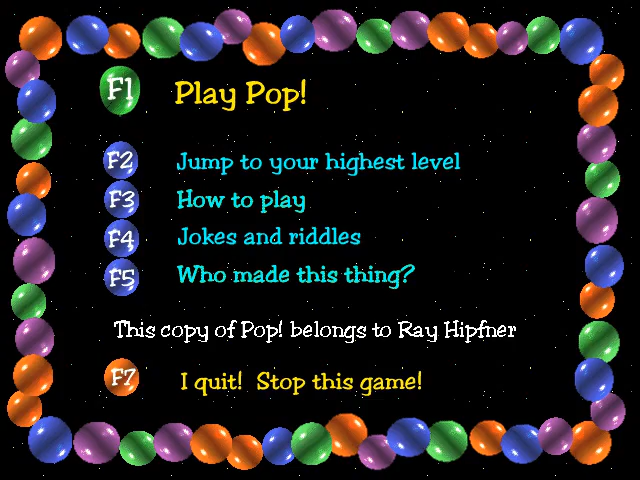 F1 Play Pop!
F2 Jump to your highest level
F3 How to play
F4 Jokes and riddles
F5 Who made this thing?
This copy of Pop! belongs to Ray Hipfner
F7 I quit! Stop this game!